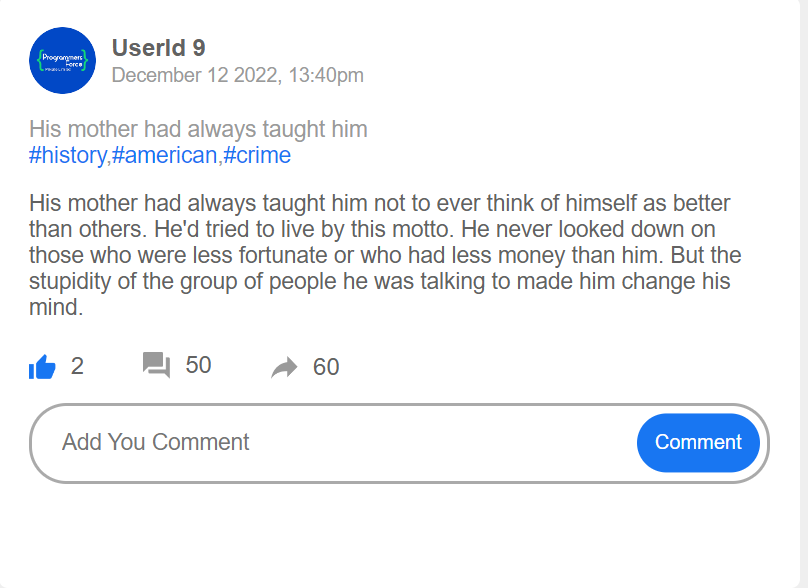 {Programmers
Force}
UserId 9
December 12 2022, 13:40pm
His mother had always taught him
#history,#american,#crime
His mother had always taught him not to ever think of himself as better
than others. He'd tried to live by this motto. He never looked down on
those who were less fortunate or who had less money than him. But the
stupidity of the group of people he was talking to made him change his
mind.
2 50 60
Add You Comment Comment